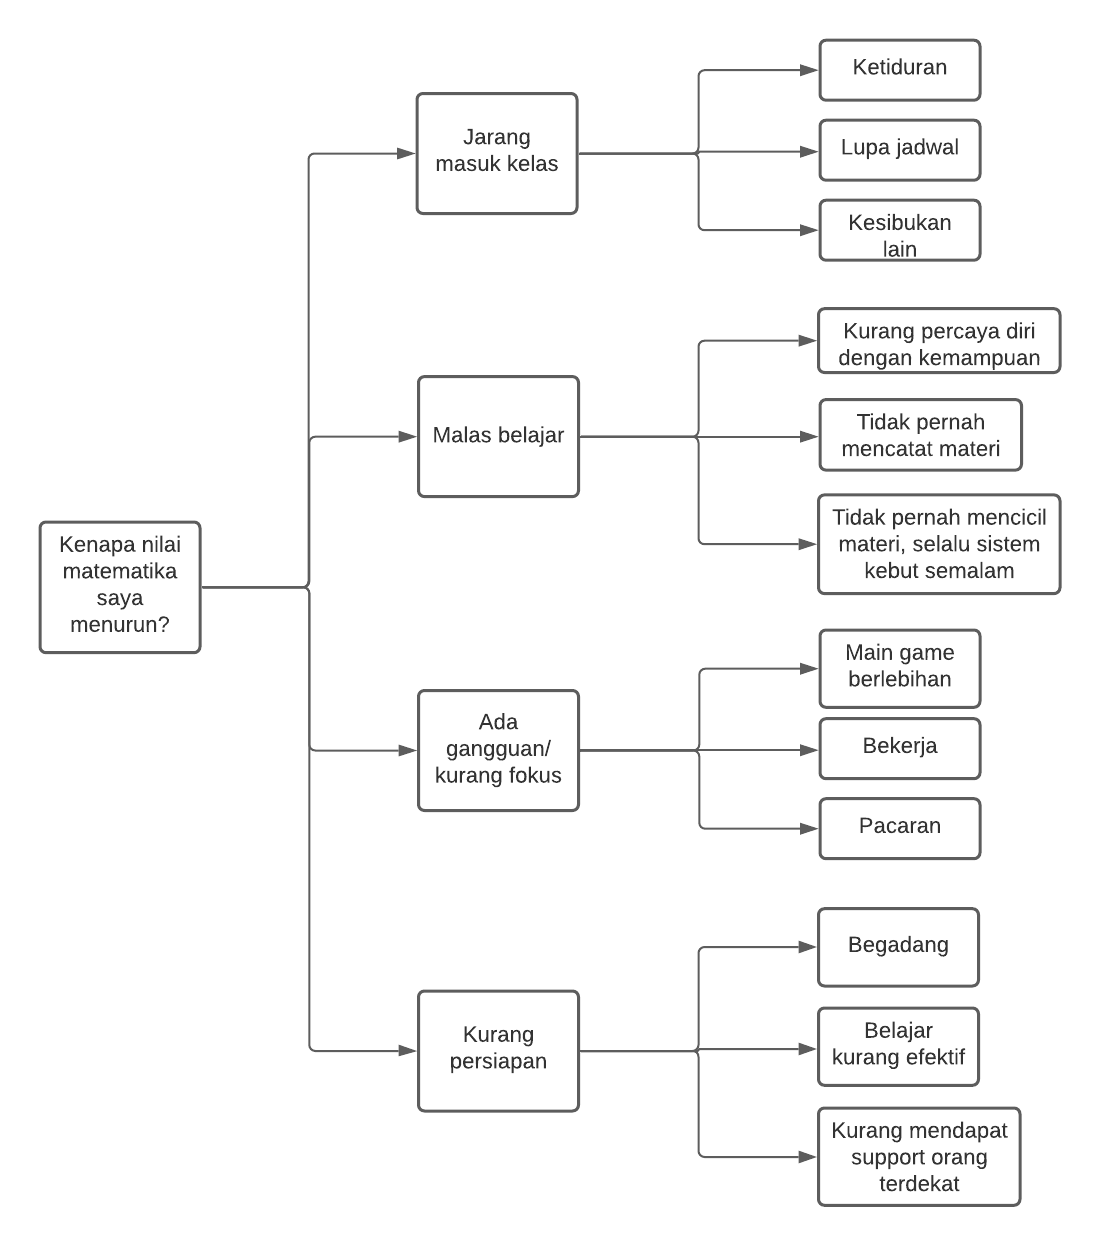 Kenapa nilai
matematika
saya
menurun?
Jarang
masuk kelas
Ketiduran
Lupa jadwal
Kesibukan
lain
Malas belajar
Kurang percaya diri
dengan kemampuan
Tidak pernah
mencatat materi
Tidak pernah mencicil
materi, selalu sistem
kebut semalam
Ada
gangguan/
kurang fokus
Main game
berlebihan
Bekerja
Pacaran
Kurang
persiapan
Begadang
Belajar
kurang efektif
Kurang mendapat
support orang
terdekat